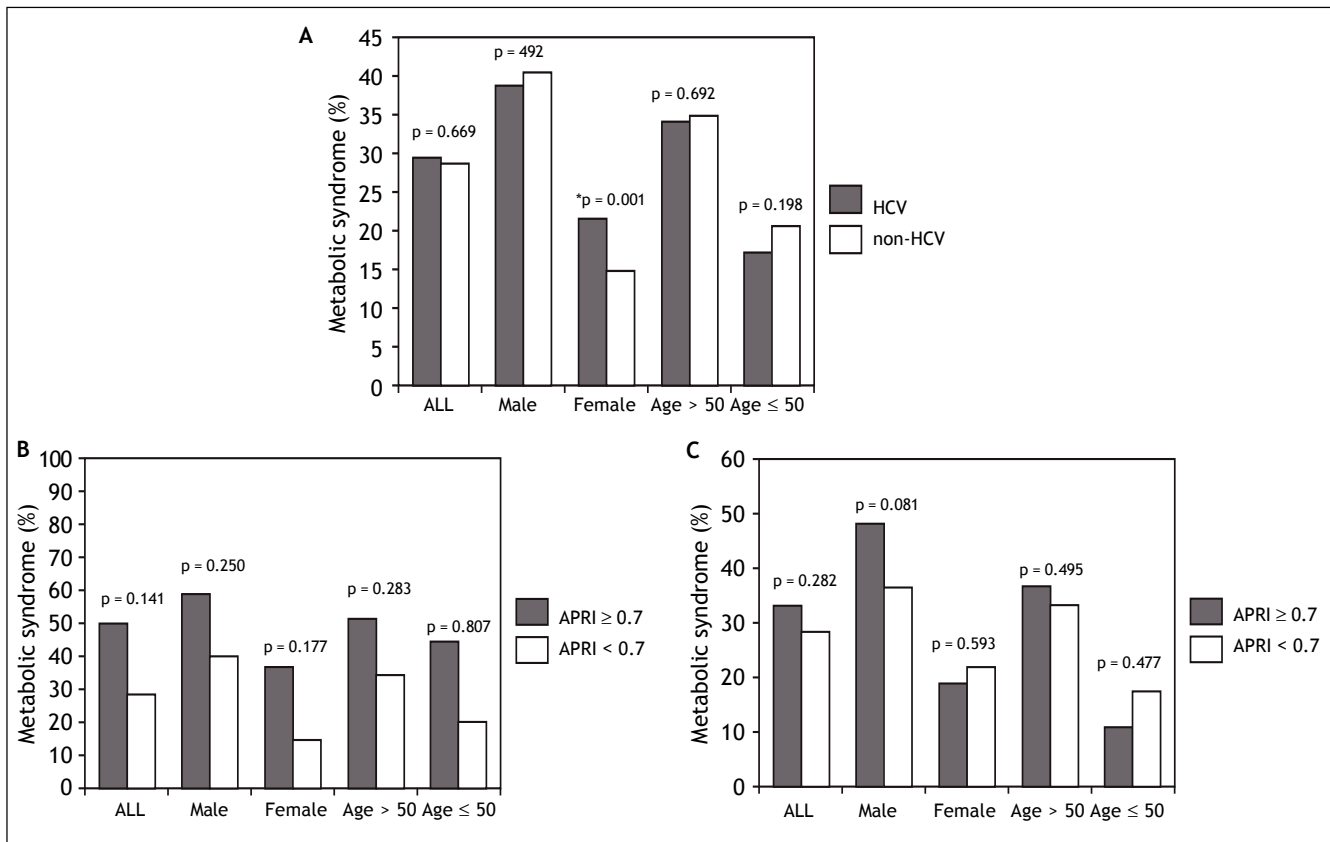 A
Metabolic syndrome (%)
45
40
35
30
25
20
15
10
5
0
p = 0.669
p = 492
*p = 0.001
p = 0.692
p = 0.198
ALL Male Female Age > 50 Age ≤ 50
HCV
non-HCV
B
Metabolic syndrome (%)
100
90
80
70
60
50
40
30
20
10
0
p = 0.141
p = 0.250
p = 0.177
p = 0.283
p = 0.807
ALL Male Female Age > 50 Age ≤ 50
APRI ≥ 0.7
APRI < 0.7
C
Metabolic syndrome (%)
60
50
40
30
20
10
0
p = 0.282
p = 0.081
p = 0.593
p = 0.495
p = 0.477
ALL Male Female Age > 50 Age ≤ 50
APRI ≥ 0.7
APRI < 0.7